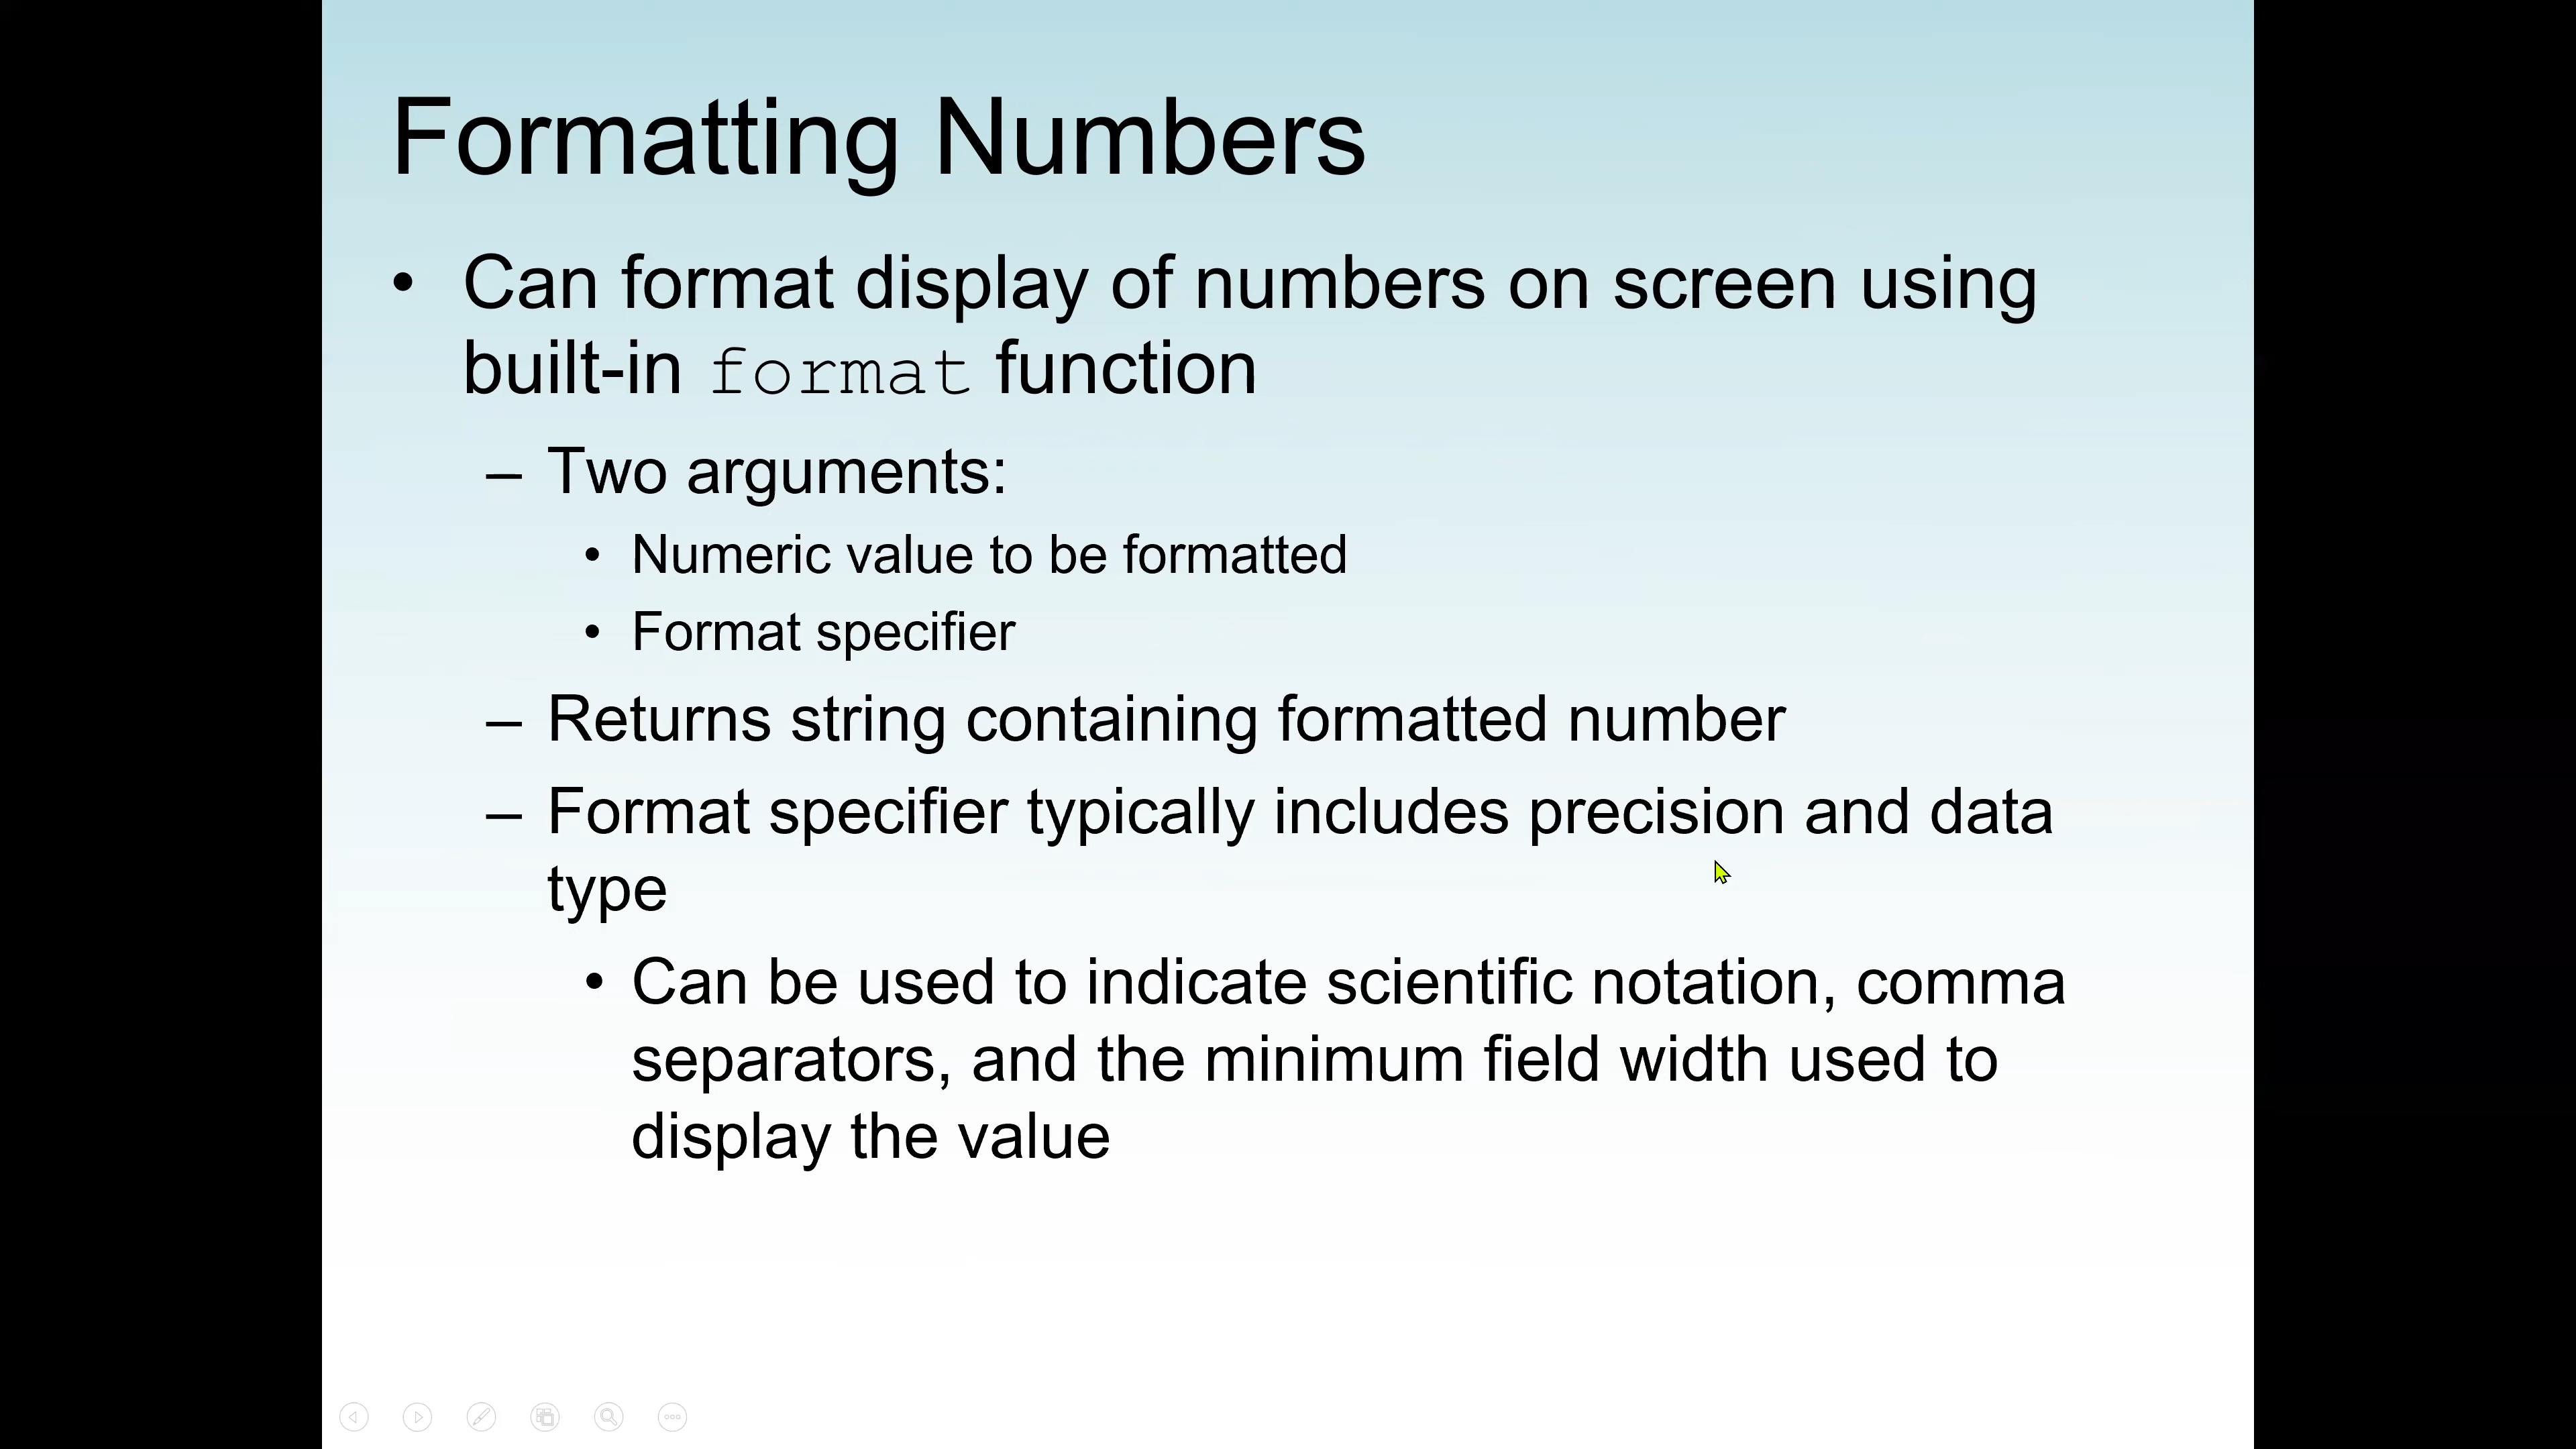 Formatting Numbers
• Can format display of numbers on screen using
built-in format function
– Two arguments:
• Numeric value to be formatted
• Format specifier
– Returns string containing formatted number
– Format specifier typically includes precision and data
type
• Can be used to indicate scientific notation, comma
separators, and the minimum field width used to
display the value